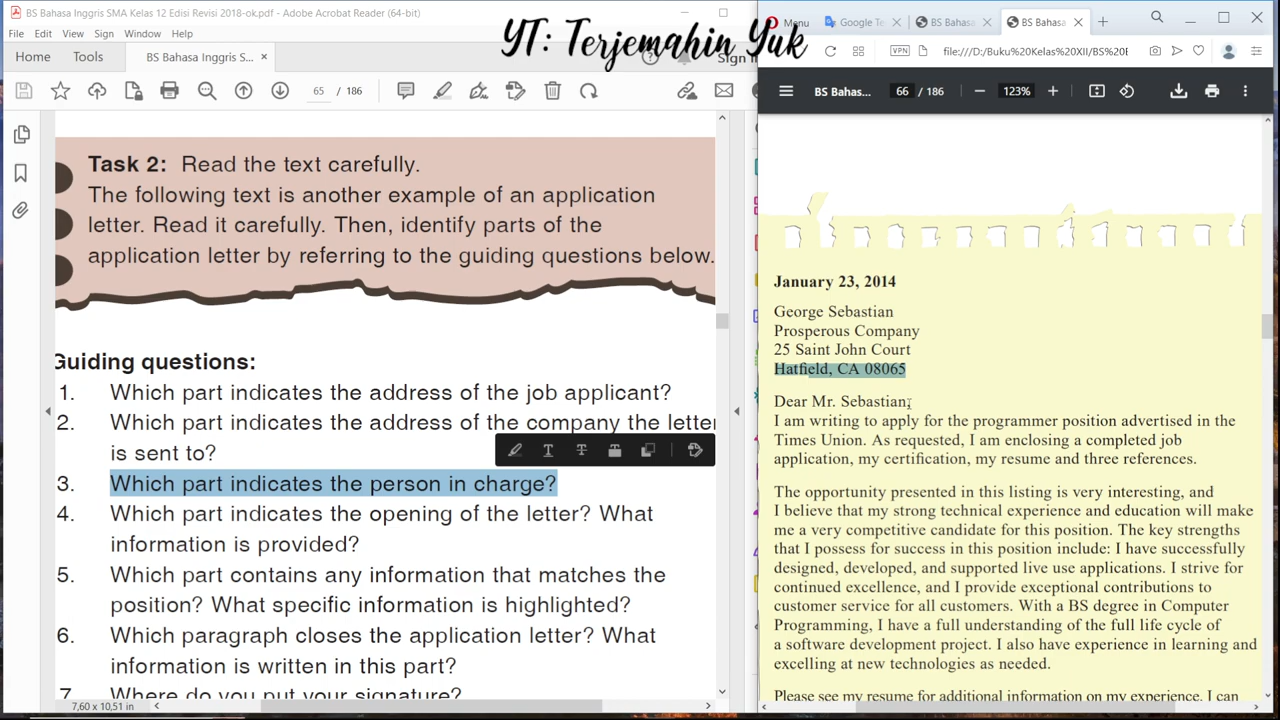 BS Bahasa Inggris SMA Kelas 12 Edisi Revisi 2018-ok.pdf - Adobe Acrobat Reader (64-bit)
File Edit View Sign Window Help
Home Tools BS Bahasa Inggris S... ×
YT: Terjemahin Yuk
65 / 186
Task 2: Read the text carefully.
The following text is another example of an application
letter. Read it carefully. Then, identify parts of the
application letter by referring to the guiding questions below.
Guiding questions:
1. Which part indicates the address of the job applicant?
2. Which part indicates the address of the company the letter
is sent to?
3. Which part indicates the person in charge?
4. Which part indicates the opening of the letter? What
information is provided?
5. Which part contains any information that matches the
position? What specific information is highlighted?
6. Which paragraph closes the application letter? What
information is written in this part?
7. Where do you put your signature?
7,60 x 10,51 in
Menu Google Te BS Bahasa BS Bahasa
VPN file:///D:/Buku%20Kelas%20XII/BS%20B
BS Bahas... 66 / 186 123%
January 23, 2014
George Sebastian
Prosperous Company
25 Saint John Court
Hatfield, CA 08065
Dear Mr. Sebastian,
I am writing to apply for the programmer position advertised in the
Times Union. As requested, I am enclosing a completed job
application, my certification, my resume and three references.
The opportunity presented in this listing is very interesting, and
I believe that my strong technical experience and education will make
me a very competitive candidate for this position. The key strengths
that I possess for success in this position include: I have successfully
designed, developed, and supported live use applications. I strive for
continued excellence, and I provide exceptional contributions to
customer service for all customers. With a BS degree in Computer
Programming, I have a full understanding of the full life cycle of
a software development project. I also have experience in learning and
excelling at new technologies as needed.
Please see my resume for additional information on my experience. I can